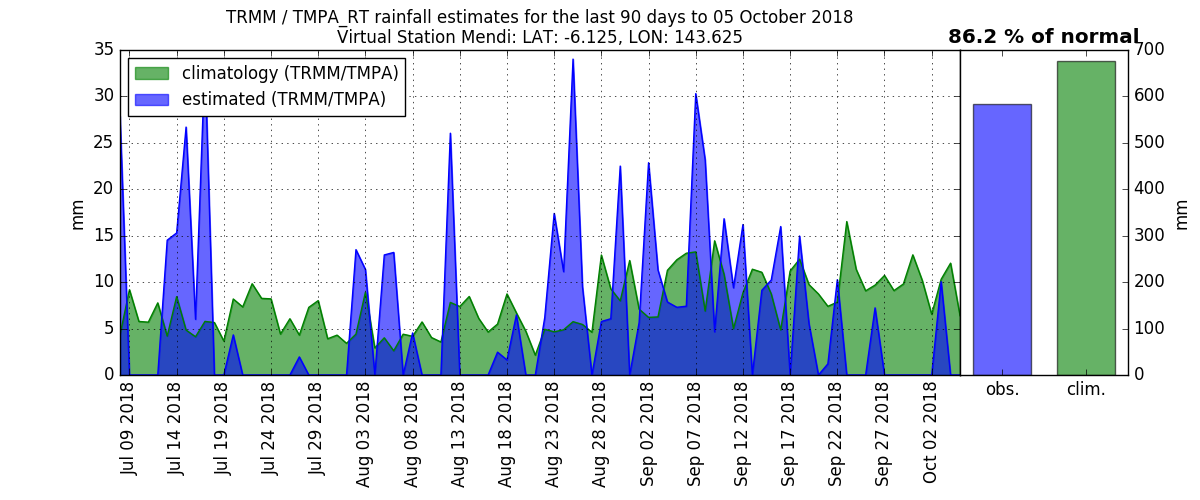 TRMM / TMPA_RT rainfall estimates for the last 90 days to 05 October 2018
Virtual Station Mendi: LAT: -6.125, LON: 143.625
86.2 % of normal
climatology (TRMM/TMPA)
estimated (TRMM/TMPA)
35
30
25
20
15
10
5
0
mm
Jul 09 2018
Jul 14 2018
Jul 19 2018
Jul 24 2018
Jul 29 2018
Aug 03 2018
Aug 08 2018
Aug 13 2018
Aug 18 2018
Aug 23 2018
Aug 28 2018
Sep 02 2018
Sep 07 2018
Sep 12 2018
Sep 17 2018
Sep 22 2018
Sep 27 2018
Oct 02 2018
700
600
500
400
300
200
100
0
mm
obs.
clim.